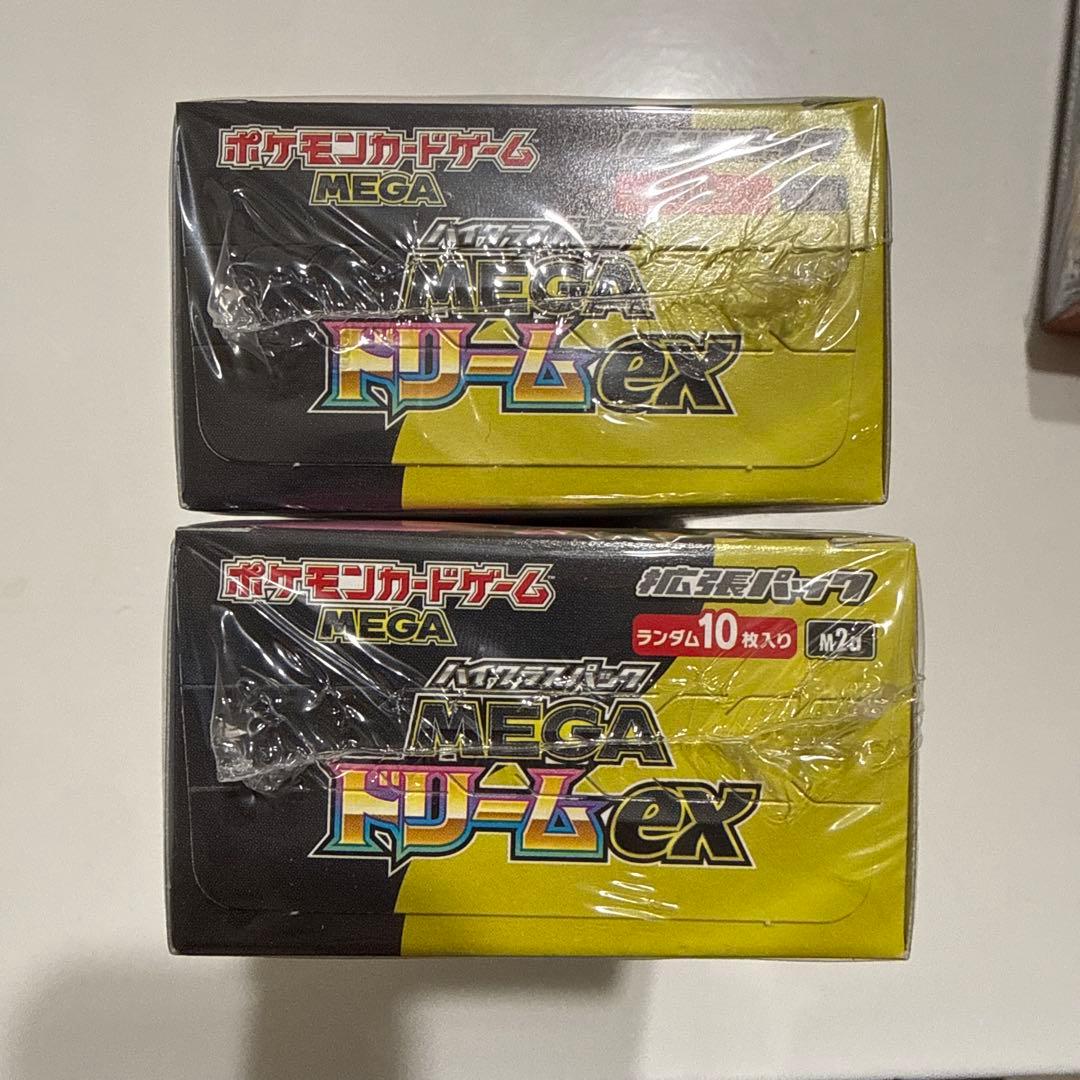 ポケモンカードゲーム
MEGA
ハイクラスパック
MEGA
ドリームex
ポケモンカードゲーム
MEGA
拡張パック
ランダム10枚入り
ハイクラスパック
MEGA
ドリームex